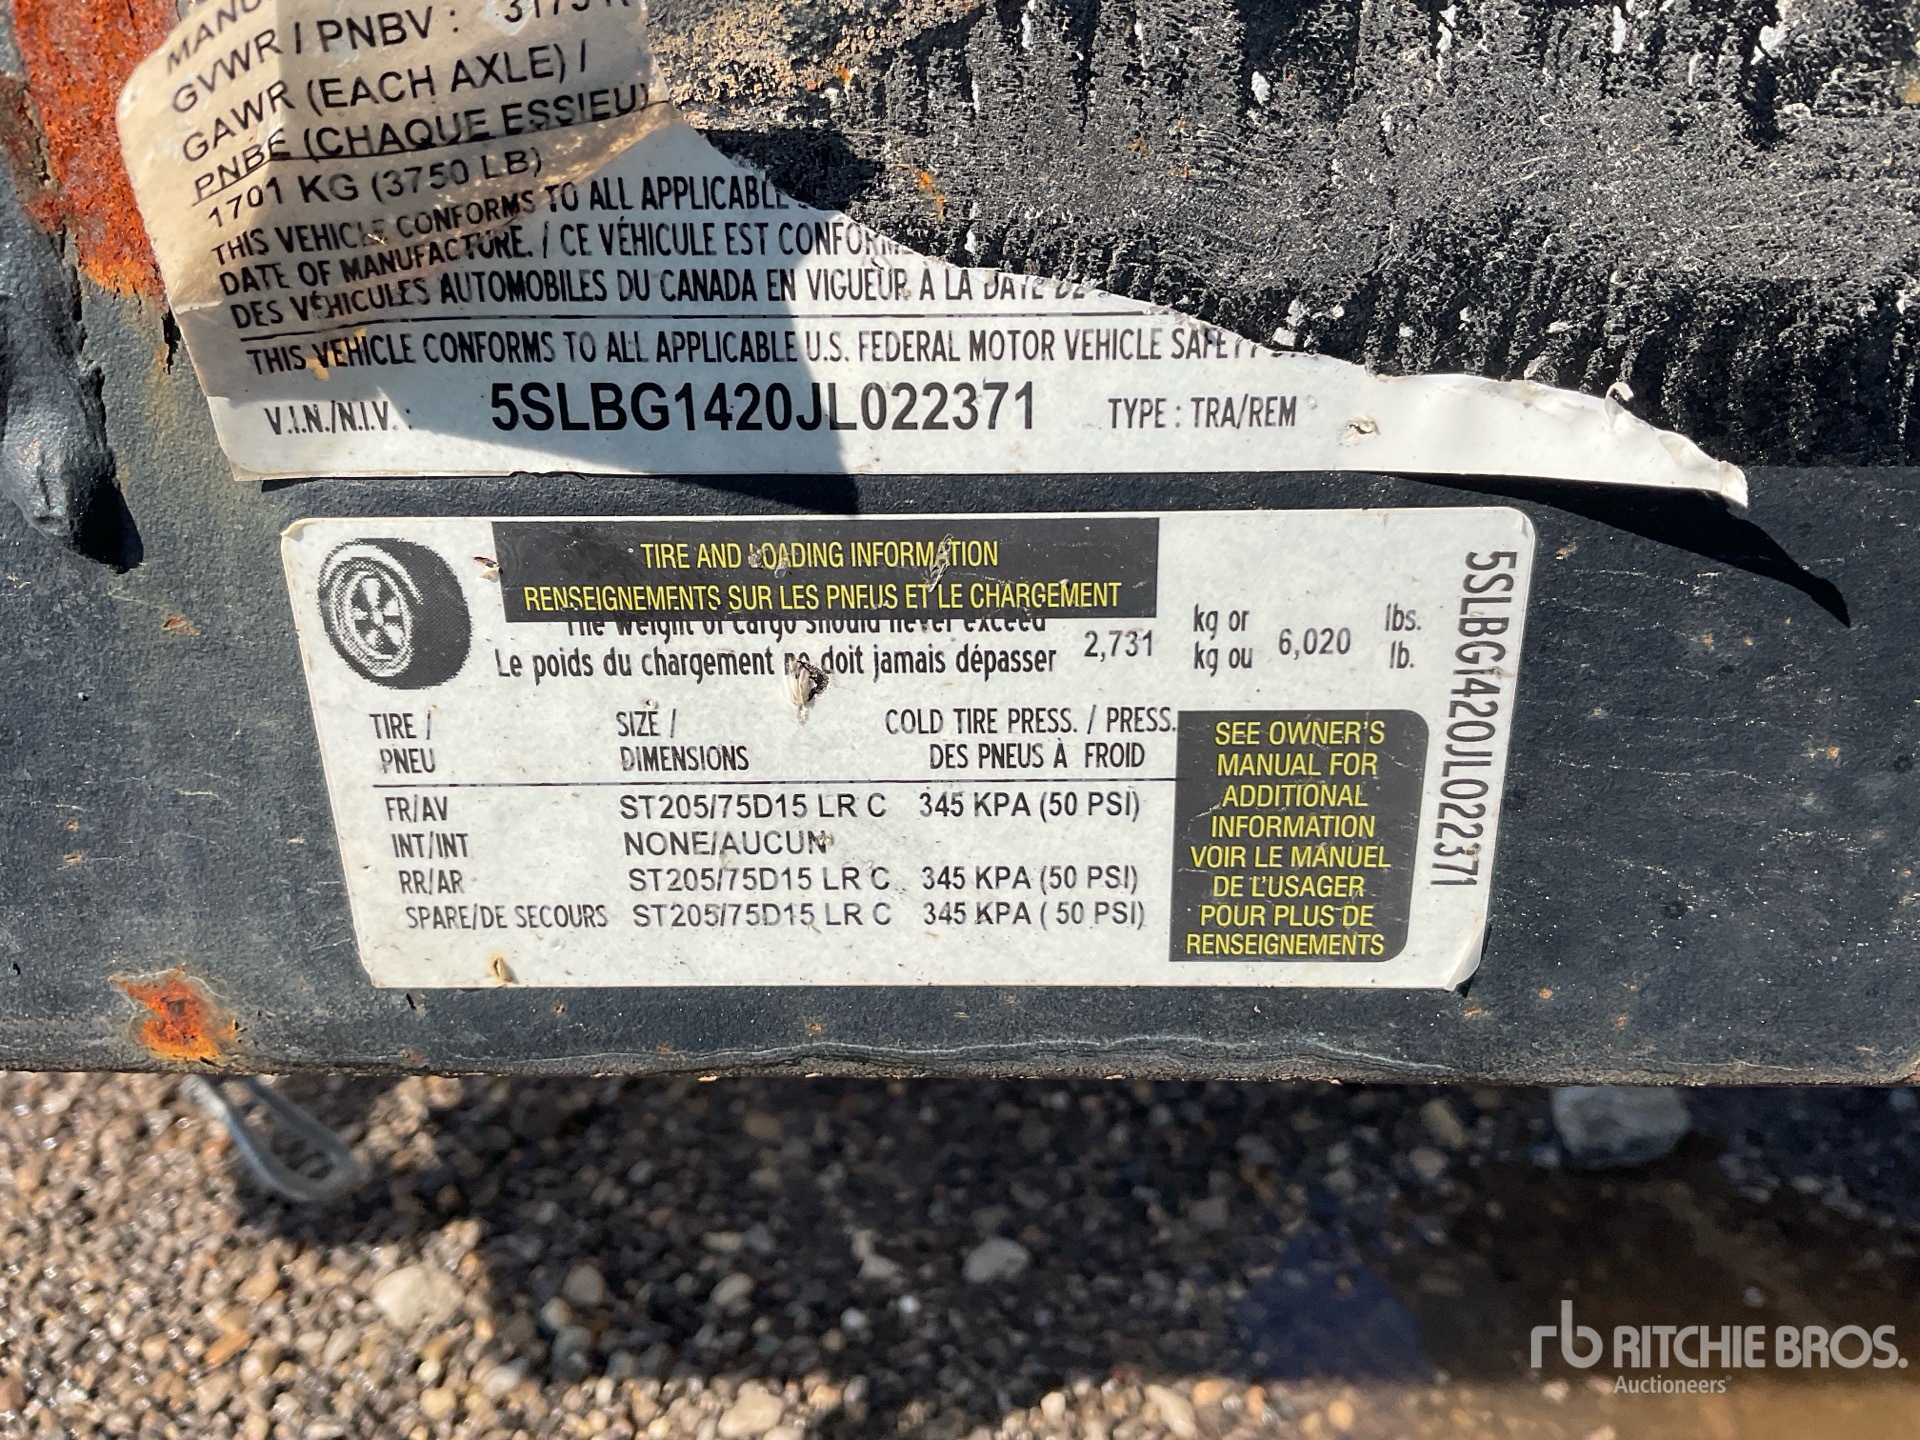 GVWR / PNBV :
GAWR (EACH AXLE) /
PNBE (CHAQUE ESSIEU)
1701 KG (3750 LB)
THIS VEHICLE CONFORMS TO ALL APPLICABLE
DATE OF MANUFACTURE. / CE VÉHICULE EST
DES VÉHICULES AUTOMOBILES DU CANADA EN VIGUEUR À LA DATE DE
THIS VEHICLE CONFORMS TO ALL APPLICABLE U.S. FEDERAL MOTOR VEHICLE SAFETY
V.I.N./N.I.V. : 5SLBG1420JL022371 TYPE : TRA/REM
TIRE AND LOADING INFORMATION
RENSEIGNEMENTS SUR LES PNEUS ET LE CHARGEMENT
The weight of cargo should never exceed
Le poids du chargement ne doit jamais dépasser
2,731
kg or
kg ou
6,020
lbs.
lb.
TIRE /
PNEU
SIZE /
DIMENSIONS
COLD TIRE PRESS. / PRESS.
DES PNEUS À FROID
FR/AV ST205/75D15 LR C 345 KPA (50 PSI)
INT/INT NONE/AUCUN
RR/AR ST205/75D15 LR C 345 KPA (50 PSI)
SPARE/DE SECOURS ST205/75D15 LR C 345 KPA ( 50 PSI)
SEE OWNER'S
MANUAL FOR
ADDITIONAL
INFORMATION
VOIR LE MANUEL
DE L'USAGER
POUR PLUS DE
RENSEIGNEMENTS
5SLBG1420JL022371
rb RITCHIE BROS.
Auctioneers